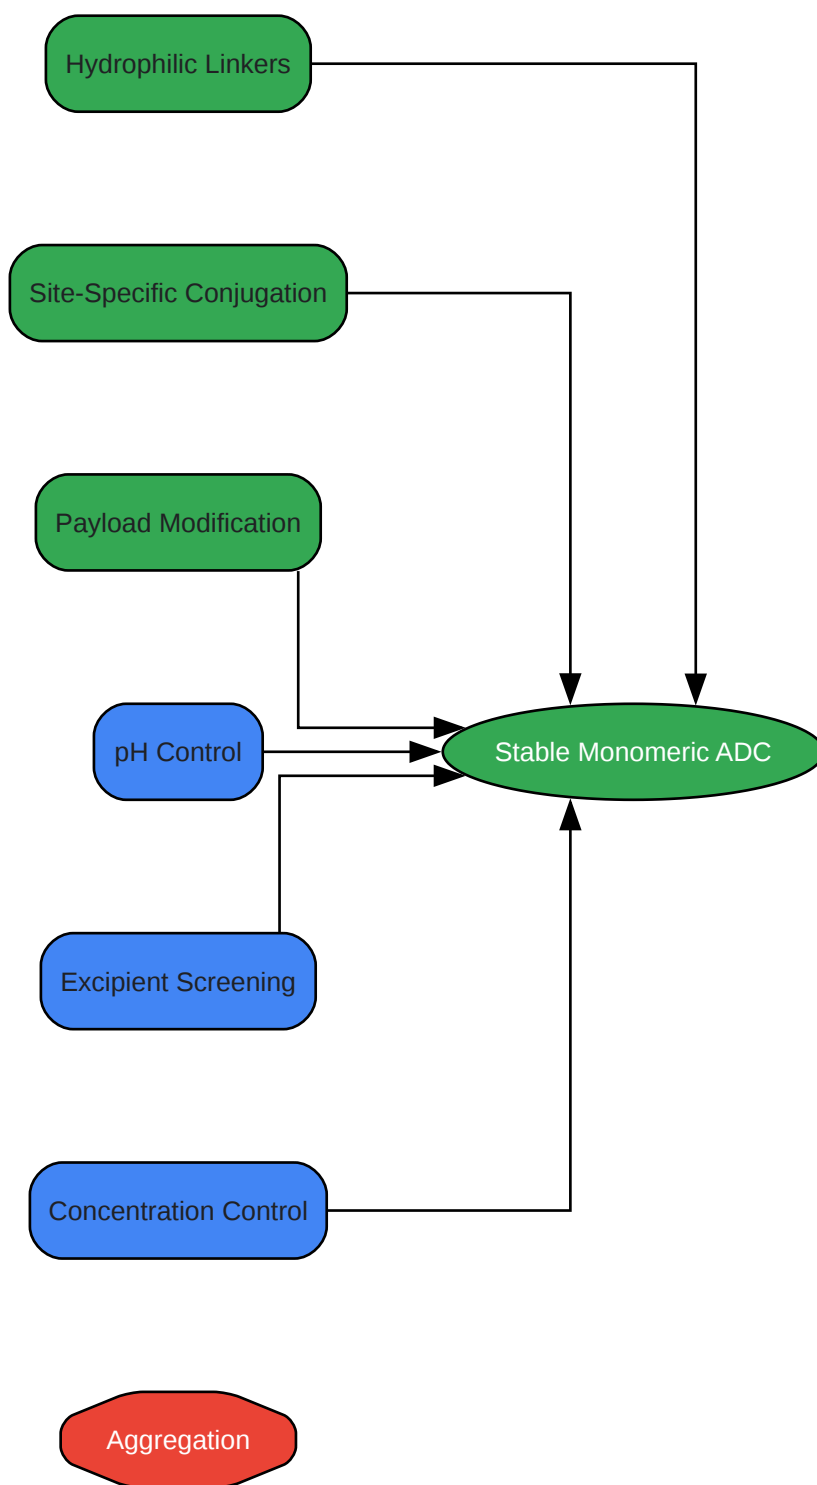 Hydrophilic Linkers
Site-Specific Conjugation
Payload Modification
pH Control
Stable Monomeric ADC
Excipient Screening
Concentration Control
Aggregation